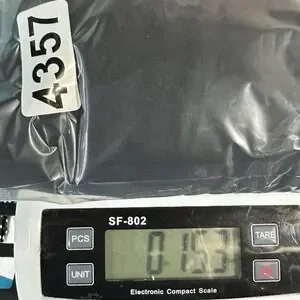 4357
SF-802
PCS
TARE
UNIT
Electronic Compact Scale